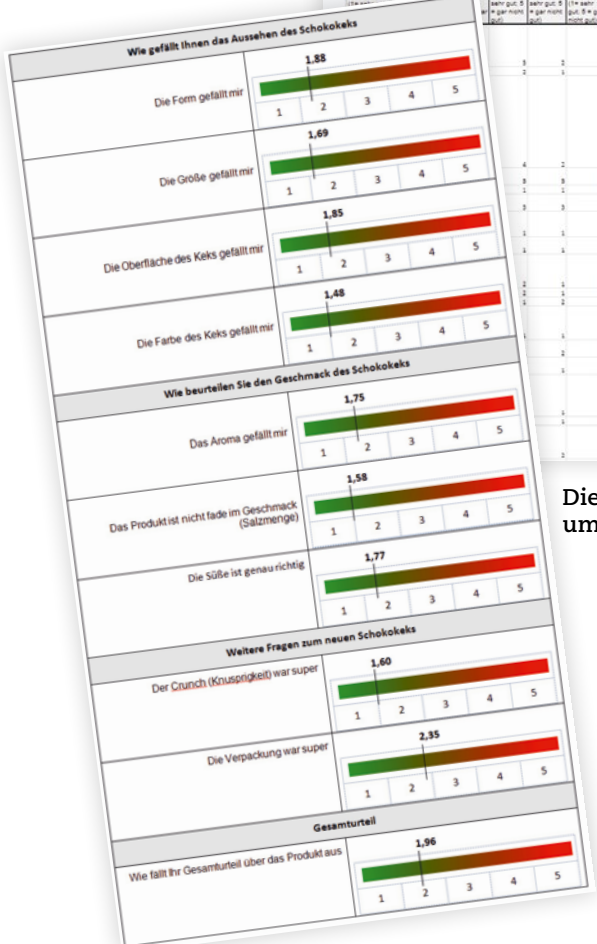 Wie gefällt Ihnen das Aussehen des Schokokeks
1.88
Die Form gefällt mir
1 2 3 4 5
1,69
Die Größe gefällt mir
1 2 3 4 5
1,85
Die Oberfläche des Keks gefällt mir
1 2 3 4 5
1,48
Die Farbe des Keks gefällt mir
1 2 3 4 5
Wie beurteilen Sie den Geschmack des Schokokeks
1,75
Das Aroma gefällt mir
1 2 3 4 5
1,58
Das Produkt ist nicht fade im Geschmack
(Salzmenge)
1 2 3 4 5
1,77
Die Süße ist genau richtig
1 2 3 4 5
Weitere Fragen zum neuen Schokokeks
1,60
Der Crunch (Knusprigkeit) war super
1 2 3 4 5
2,35
Die Verpackung war super
1 2 3 4 5
Gesamturteil
1,96
Wie fällt Ihr Gesamturteil über das Produkt aus
1 2 3 4 5
Die
um